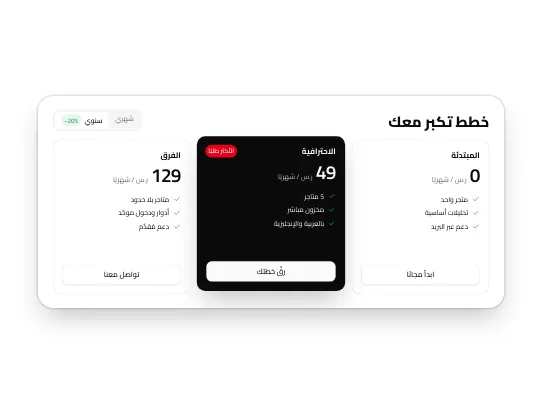 خطط تكبر معك
شهري
سنوي
−20%
المبتدئة
0 ر.س / شهريًا
متجر واحد
تحليلات أساسية
دعم عبر البريد
ابدأ مجانًا
الاحترافية
الأكثر طلبًا
49 ر.س / شهريًا
5 متاجر
مخزون مباشر
بالعربية والإنجليزية
رقِّ خطتك
الفرق
129 ر.س / شهريًا
متاجر بلا حدود
أدوار ودخول موحّد
دعم مُقدَّم
تواصل معنا